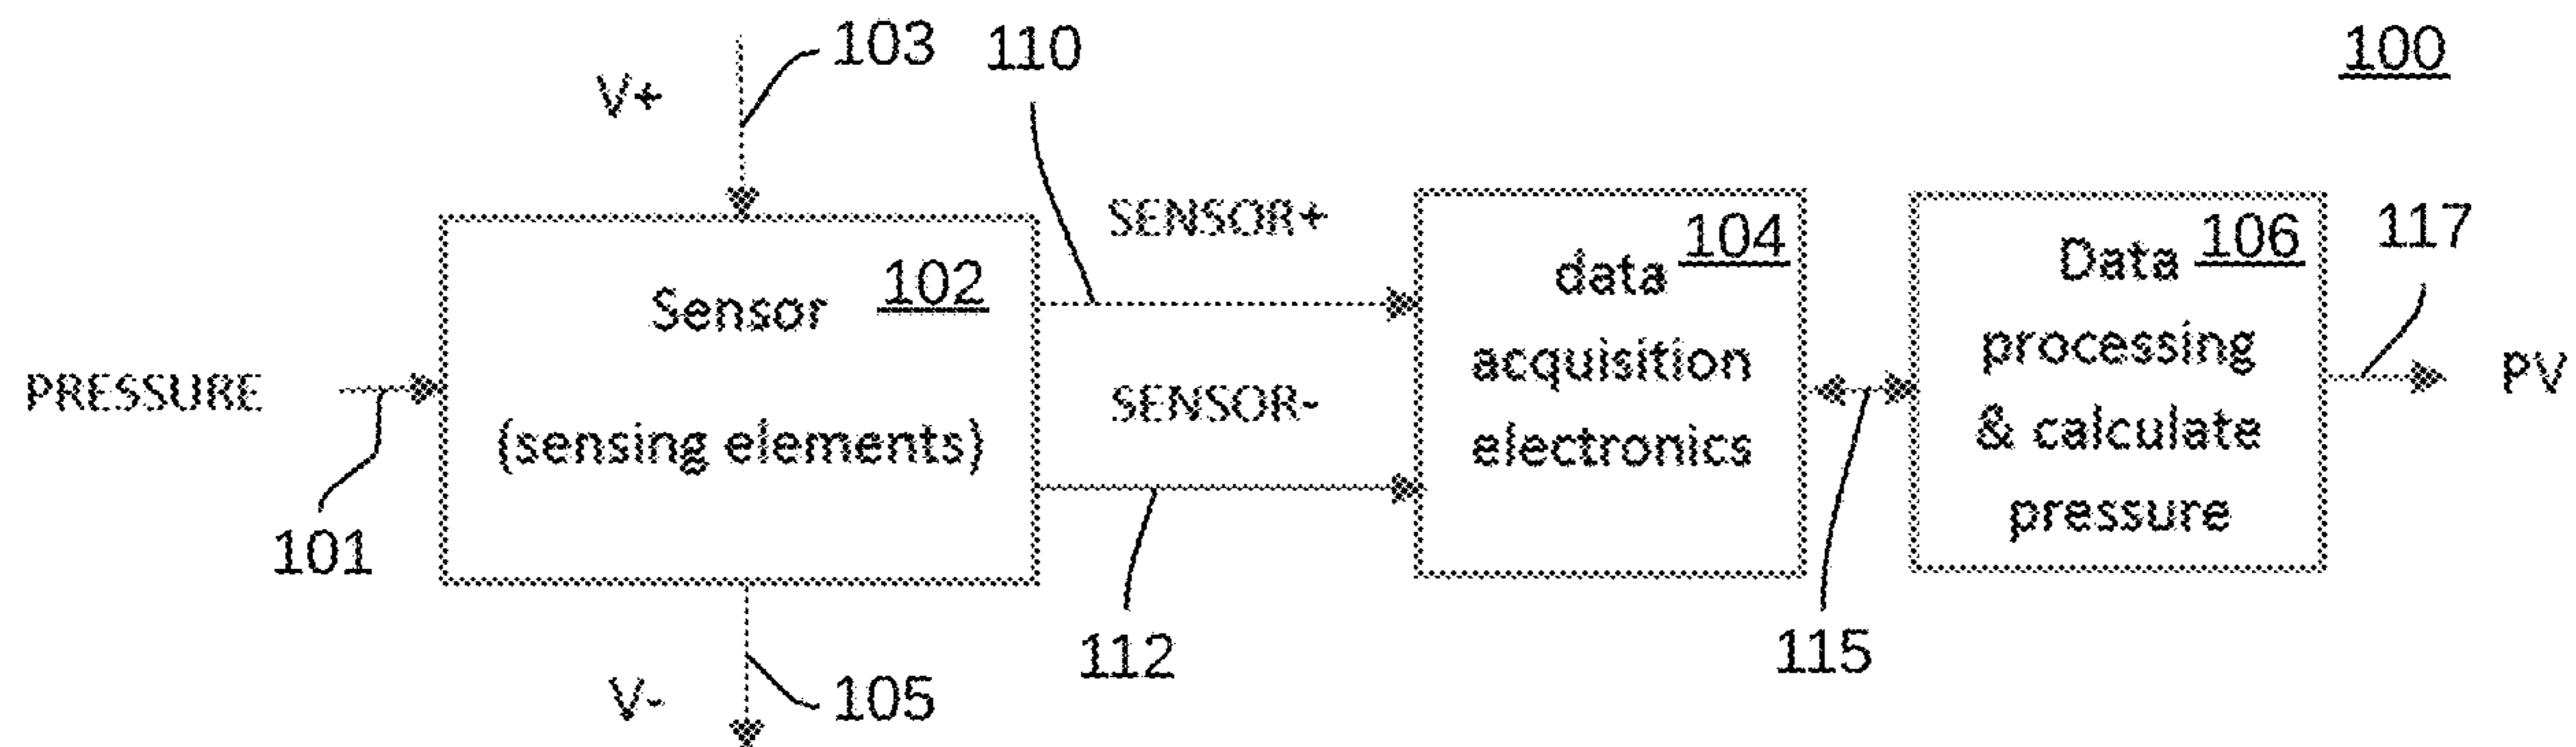 103
110
100
V+
SENSOR+
117
Sensor 102
data 104
Data 106
PRESSURE
(sensing elements)
SENSOR-
acquisition
electronics
processing
& calculate
pressure
PV
101
112
115
V-
105